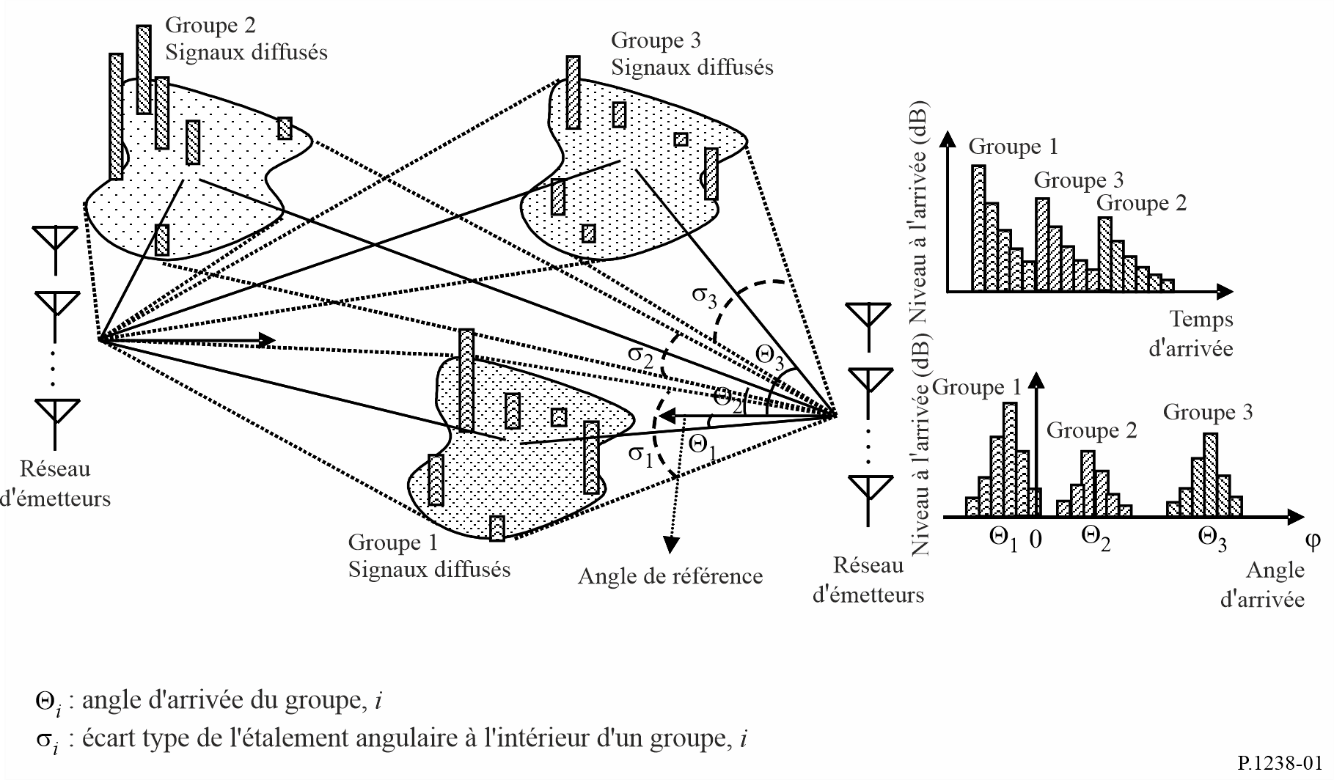 Groupe 2
Signaux diffusés
Groupe 3
Signaux diffusés
σ3
σ2
Θ3
Θ2
Θ1
σ1
Réseau
d'émetteurs
Groupe 1
Signaux diffusés
Angle de référence
Réseau
d'émetteurs
Niveau à l'arrivée (dB)
Groupe 1
Groupe 3
Groupe 2
Temps
d'arrivée
Niveau à l'arrivée (dB)
Groupe 1
Groupe 2
Groupe 3
Θ1 0 Θ2 Θ3 φ
Angle
d'arrivée
Θi : angle d'arrivée du groupe, i
σi : écart type de l'étalement angulaire à l'intérieur d'un groupe, i
P.1238-01